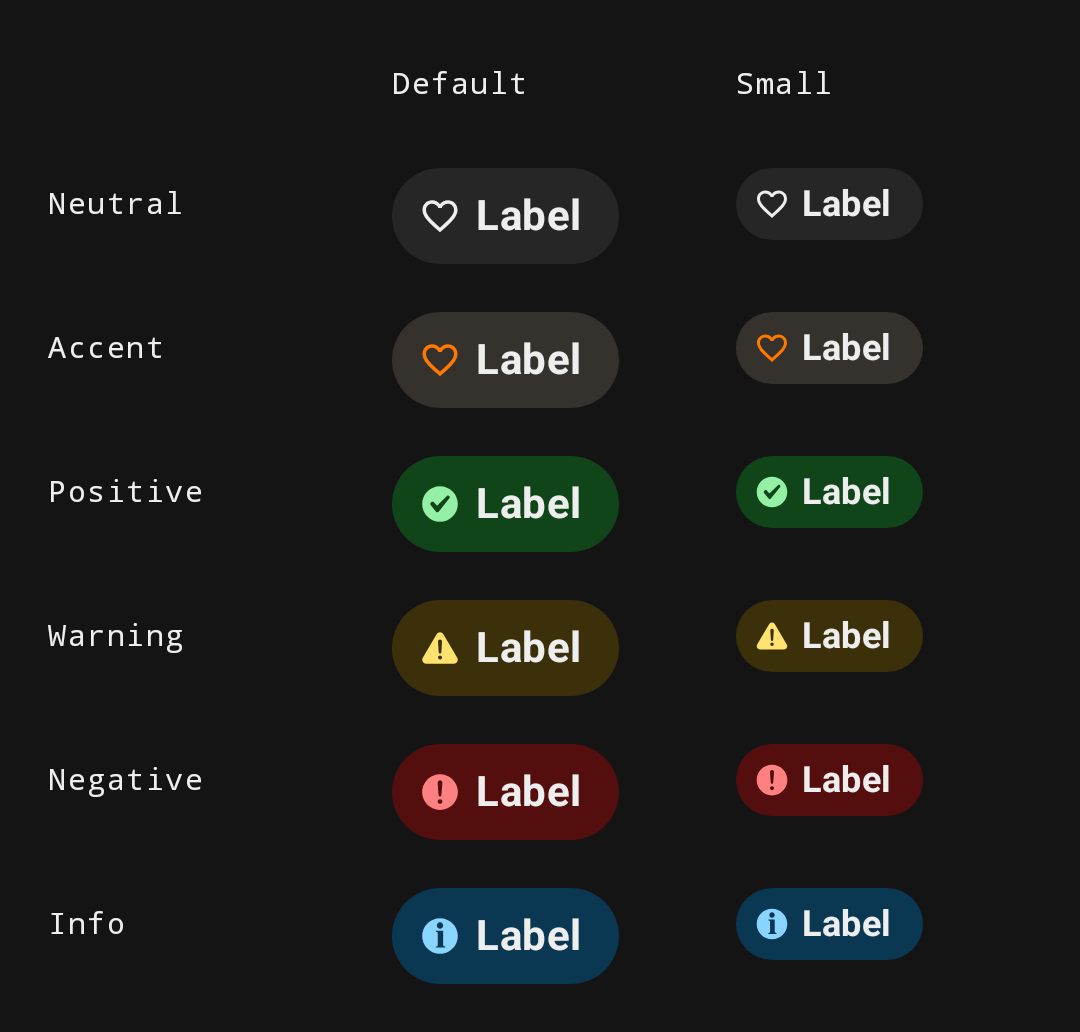 Default Small
Neutral Label Label
Accent Label Label
Positive Label Label
Warning Label Label
Negative Label Label
Info Label Label